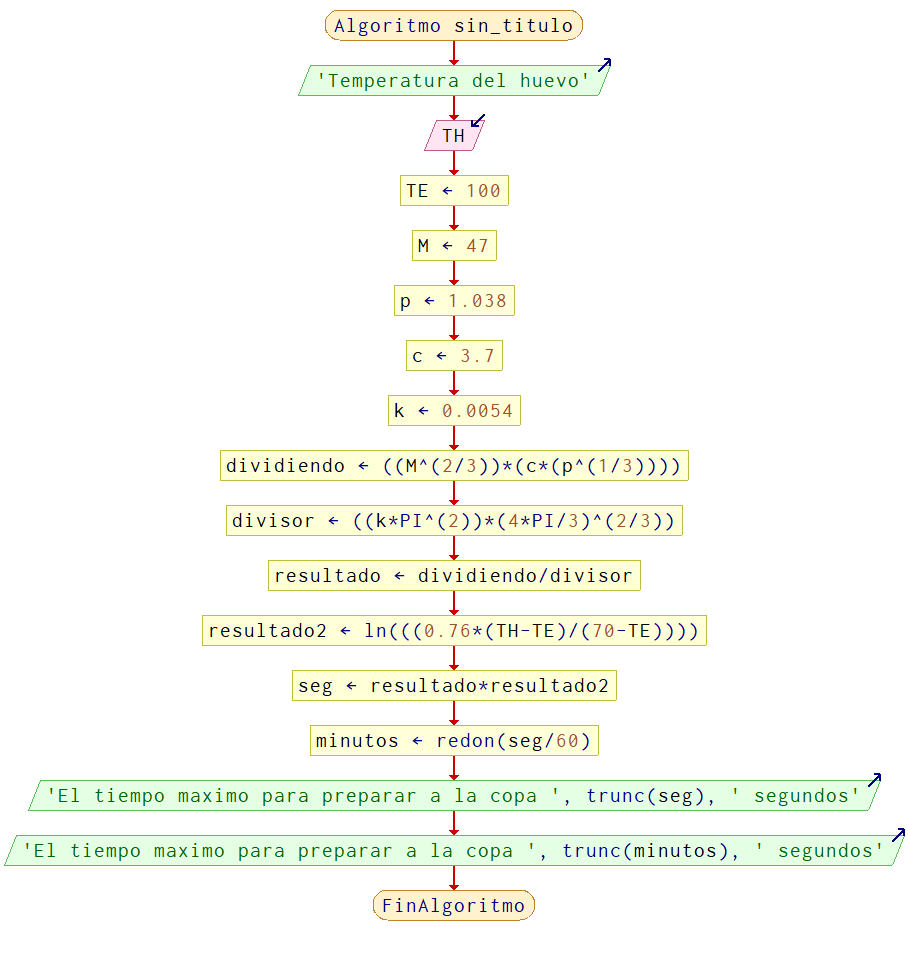 Algoritmo sin_titulo
'Temperatura del huevo'
TH
TE ← 100
M ← 47
p ← 1.038
c ← 3.7
k ← 0.0054
dividiendo ← ((M^(2/3))*(c*(p^(1/3))))
divisor ← ((k*PI^(2))*(4*PI/3)^(2/3))
resultado ← dividiendo/divisor
resultado2 ← ln(((0.76*(TH-TE)/(70-TE))))
seg ← resultado*resultado2
minutos ← redon(seg/60)
'El tiempo maximo para preparar a la copa ', trunc(seg), ' segundos'
'El tiempo maximo para preparar a la copa ', trunc(minutos), ' segundos'
FinAlgoritmo